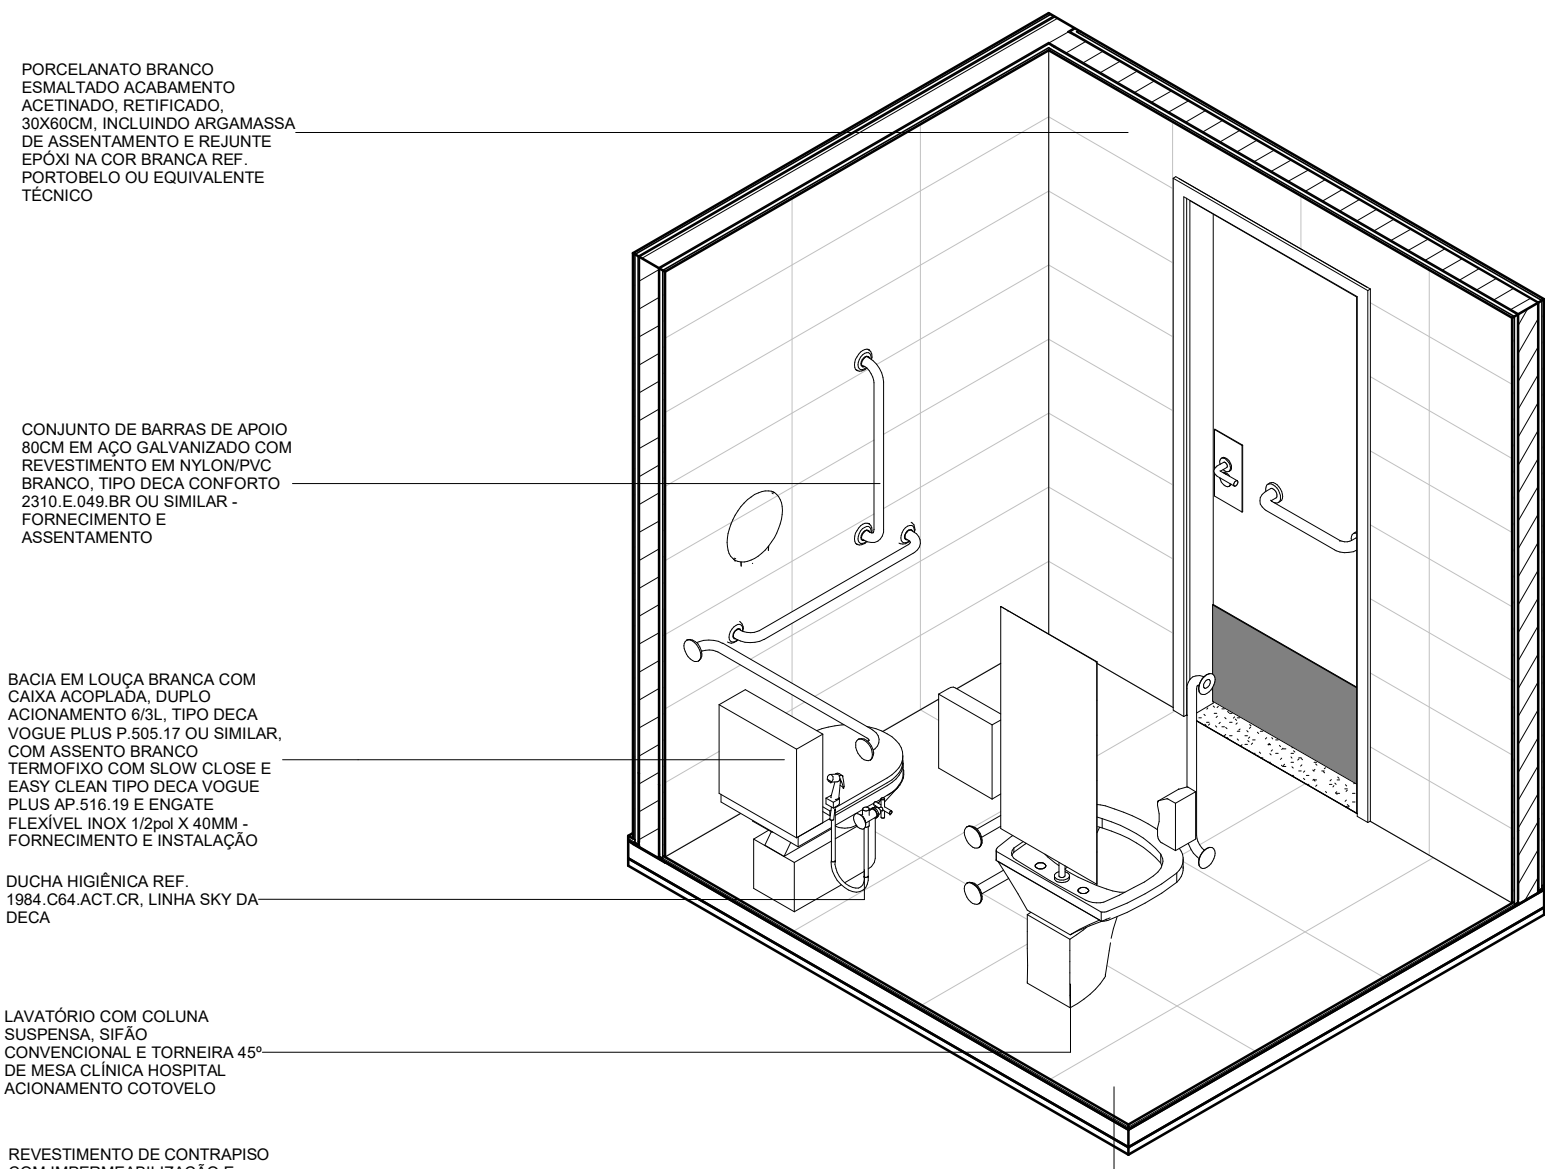 PORCELANATO BRANCO
ESMALTADO ACABAMENTO
ACETINADO, RETIFICADO,
30X60CM, INCLUINDO ARGAMASSA
DE ASSENTAMENTO E REJUNTE
EPÓXI NA COR BRANCA REF.
PORTOBELO OU EQUIVALENTE
TÉCNICO
CONJUNTO DE BARRAS DE APOIO
80CM EM AÇO GALVANIZADO COM
REVESTIMENTO EM NYLON/PVC
BRANCO, TIPO DECA CONFORTO
2310.E.049.BR OU SIMILAR -
FORNECIMENTO E
ASSENTAMENTO
BACIA EM LOUÇA BRANCA COM
CAIXA ACOPLADA, DUPLO
ACIONAMENTO 6/3L, TIPO DECA
VOGUE PLUS P.505.17 OU SIMILAR,
COM ASSENTO BRANCO
TERMOFIXO COM SLOW CLOSE E
EASY CLEAN TIPO DECA VOGUE
PLUS AP.516.19 E ENGATE
FLEXÍVEL INOX 1/2pol X 40MM -
FORNECIMENTO E INSTALAÇÃO
DUCHA HIGIÊNICA REF.
1984.C64.ACT.CR, LINHA SKY DA
DECA
LAVATÓRIO COM COLUNA
SUSPENSA, SIFÃO
CONVENCIONAL E TORNEIRA 45º
DE MESA CLÍNICA HOSPITAL
ACIONAMENTO COTOVELO
REVESTIMENTO DE CONTRAPISO
COM IMPERMEABILIZAÇÃO E